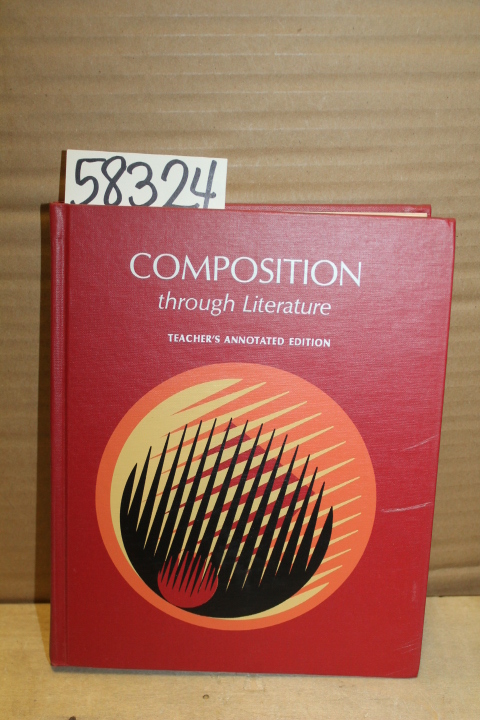 58324
COMPOSITION
through Literature
TEACHER'S ANNOTATED EDITION